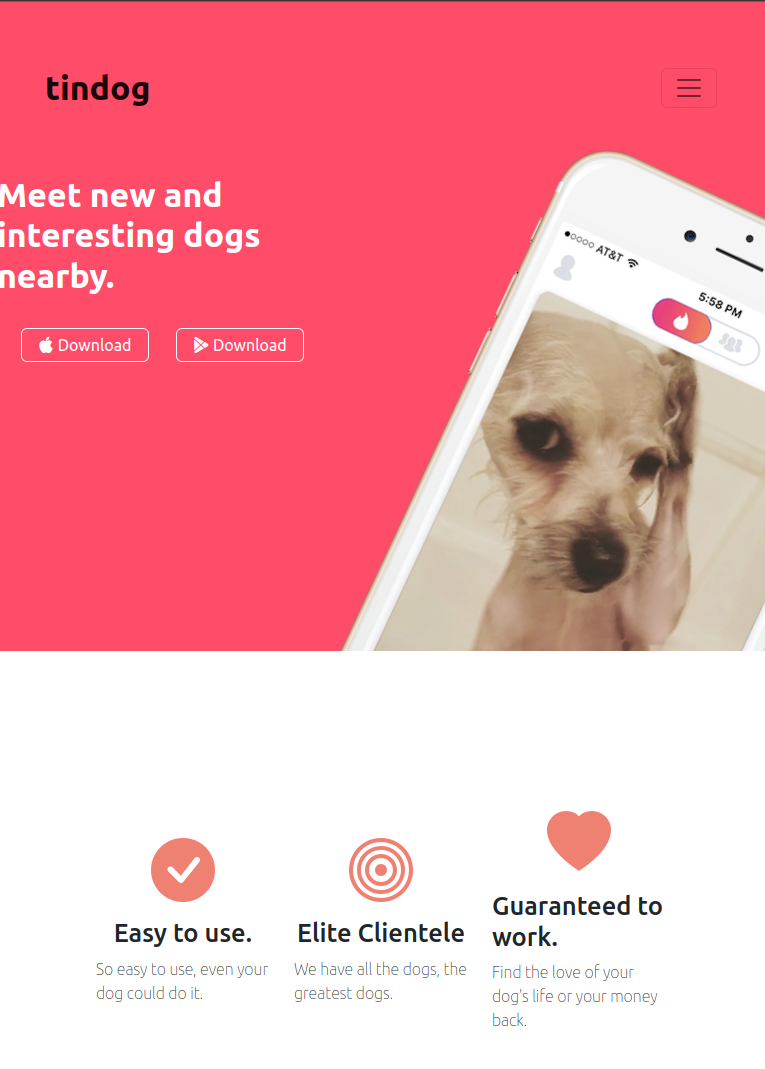 tindog
Meet new and
interesting dogs
nearby.
Download
Download
AT&T
5:58 PM
Easy to use.
So easy to use, even your
dog could do it.
Elite Clientele
We have all the dogs, the
greatest dogs.
Guaranteed to
work.
Find the love of your
dog's life or your money
back.